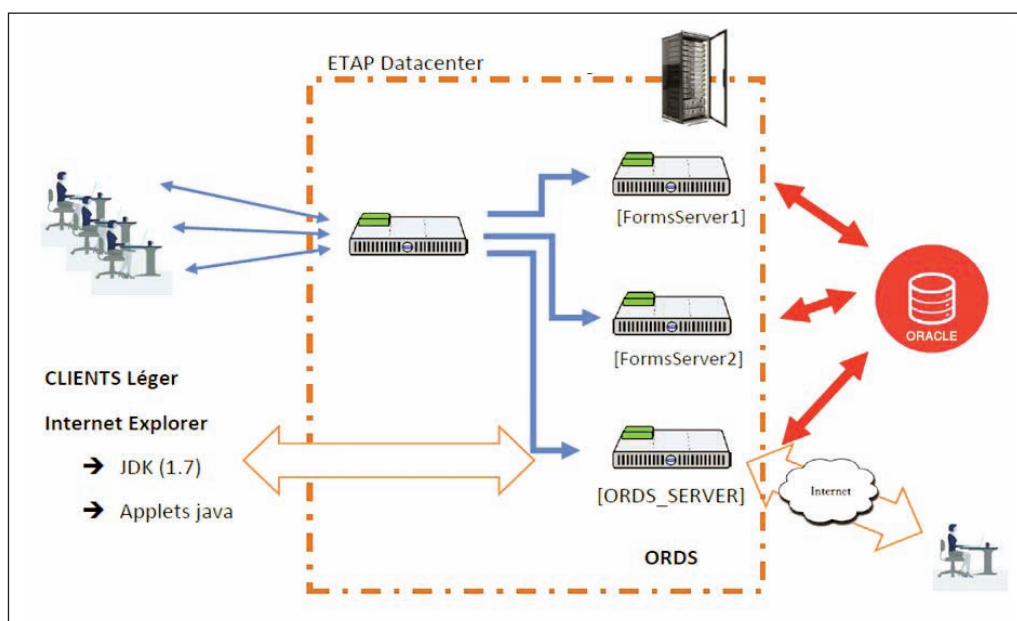 ETAP Datacenter
[FormsServer1]
[FormsServer2]
ORACLE
CLIENTS Léger
Internet Explorer
➔ JDK (1.7)
➔ Applets java
[ORDS_SERVER]
Internet
ORDS